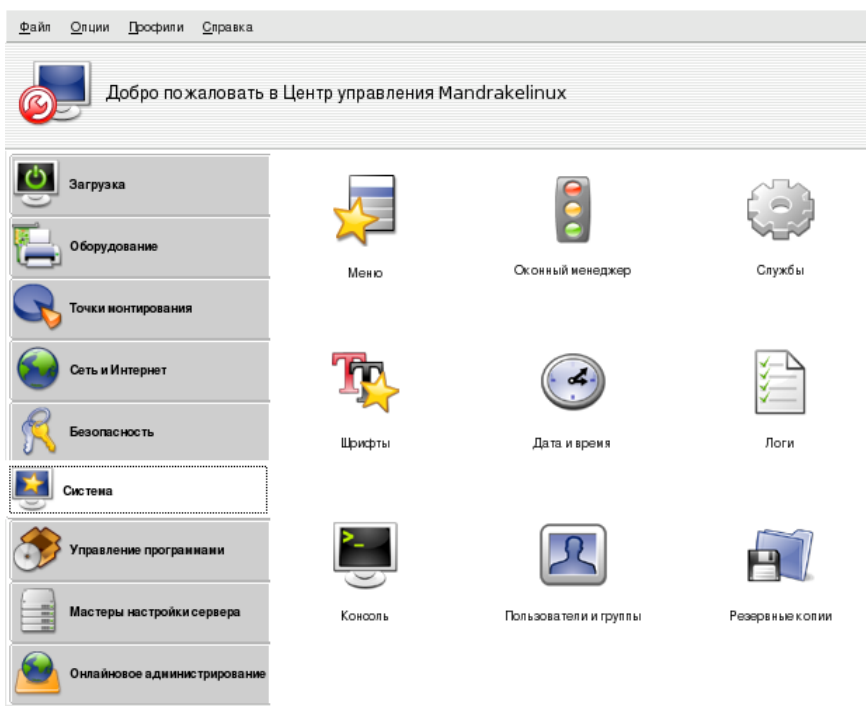 Файл Опции Профили Справка
Добро пожаловать в Центр управления Mandrakelinux
Загрузка
Оборудование
Точки монтирования
Сеть и Интернет
Безопасность
Система
Управление программами
Мастеры настройки сервера
Онлайновое администрирование
Меню Оконный менеджер Службы
Шрифты Дата и время Логи
Консоль Пользователи и группы Резервные копии